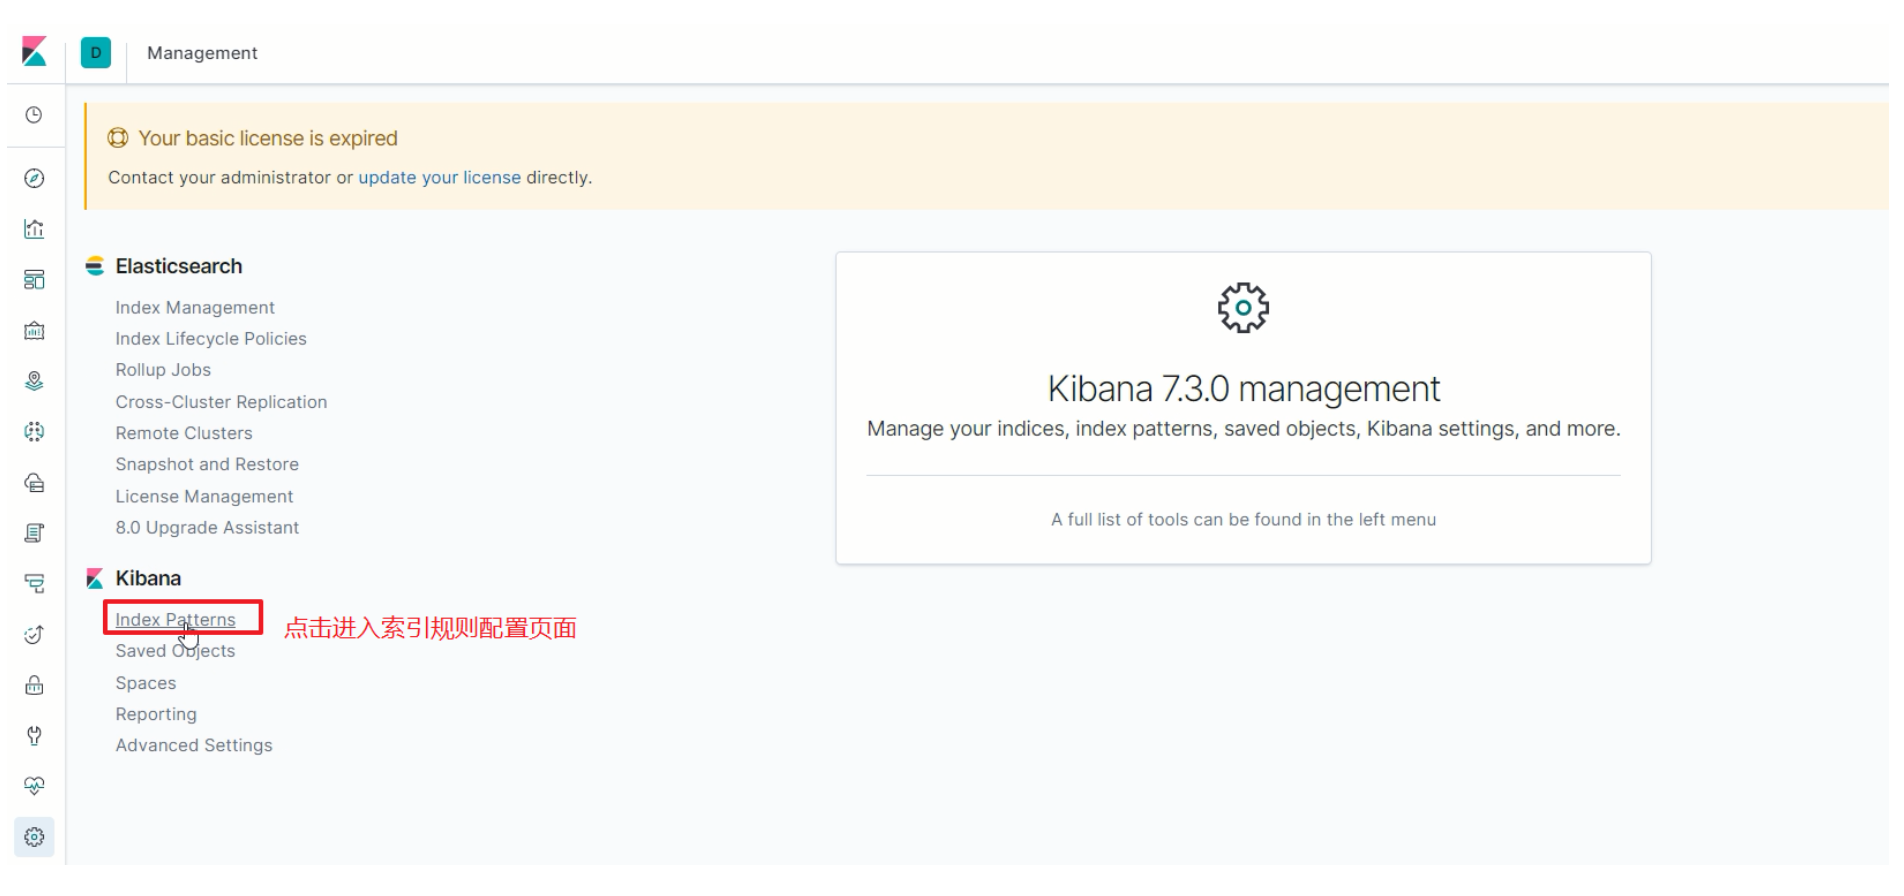 D
Management
Your basic license is expired
Contact your administrator or update your license directly.
Elasticsearch
Index Management
Index Lifecycle Policies
Rollup Jobs
Cross-Cluster Replication
Remote Clusters
Snapshot and Restore
License Management
8.0 Upgrade Assistant
Kibana
Index Patterns
点击进入索引规则配置页面
Saved Objects
Spaces
Reporting
Advanced Settings
Kibana 7.3.0 management
Manage your indices, index patterns, saved objects, Kibana settings, and more.
A full list of tools can be found in the left menu